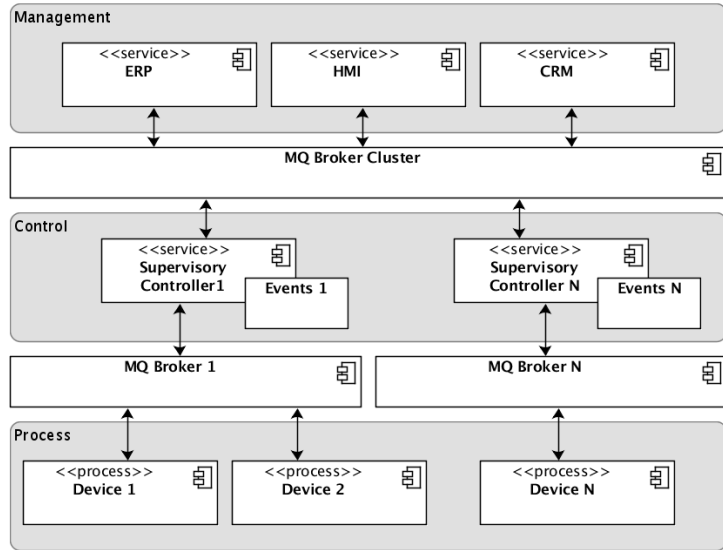 Management
<<service>>
ERP
<<service>>
HMI
<<service>>
CRM
MQ Broker Cluster
Control
<<service>>
Supervisory
Controller1
Events 1
<<service>>
Supervisory
Controller N
Events N
MQ Broker 1
MQ Broker N
Process
<<process>>
Device 1
<<process>>
Device 2
<<process>>
Device N